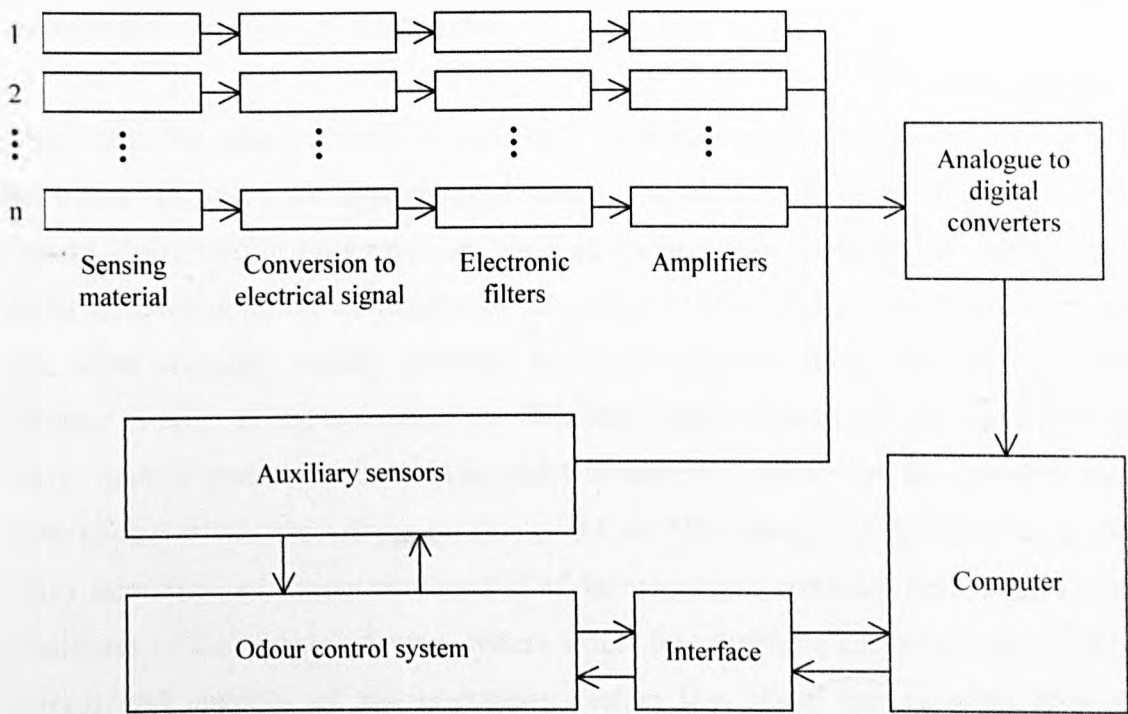 1
2
n
Sensing
material
Conversion to
electrical signal
Electronic
filters
Amplifiers
Analogue to
digital
converters
Auxiliary sensors
Computer
Odour control system
Interface